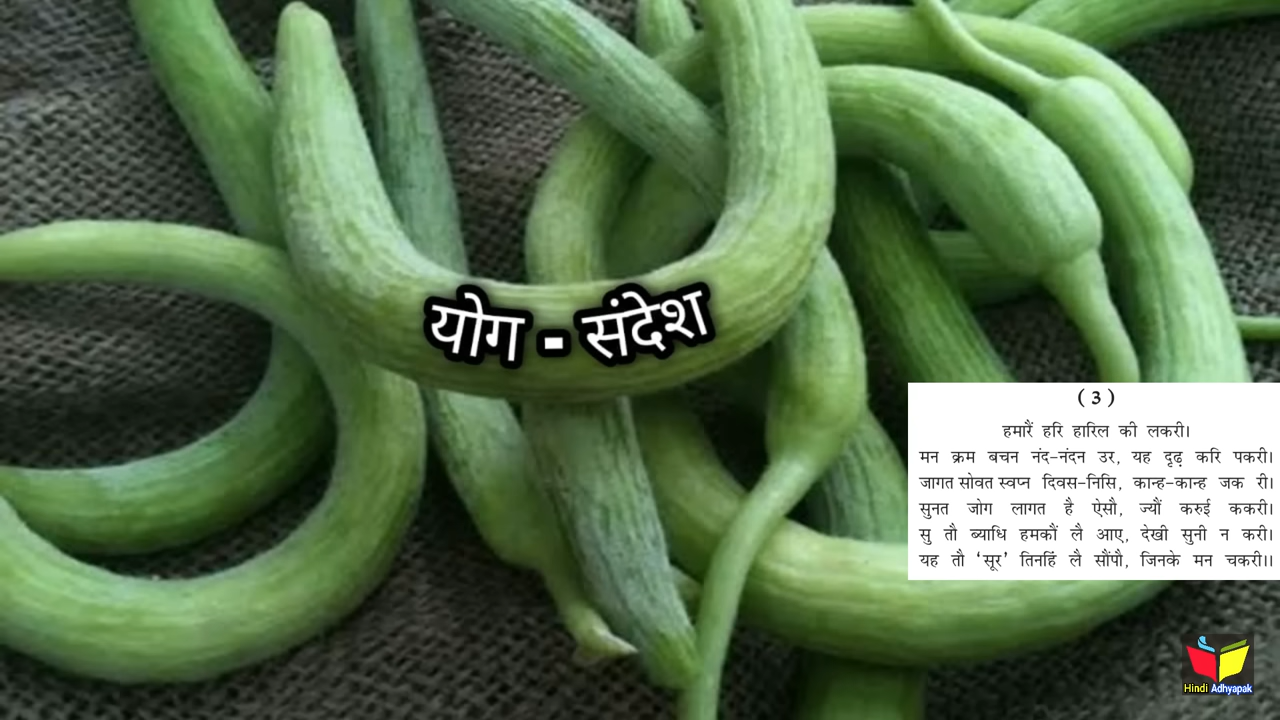 योग - संदेश
( 3 )
हमारैं हरि हारिल की लकरी।
मन क्रम बचन नंद-नंदन उर, यह दृढ़ करि पकरी।
जागत सोवत स्वप्न दिवस-निसि, कान्ह-कान्ह जक री।
सुनत जोग लागत है ऐसौ, ज्यौं करुई ककरी।
सु तौ ब्याधि हमकौं लै आए, देखी सुनी न करी।
यह तौ ‘सूर’ तिनहिं लै सौंपौ, जिनके मन चकरी।।
Hindi Adhyapak